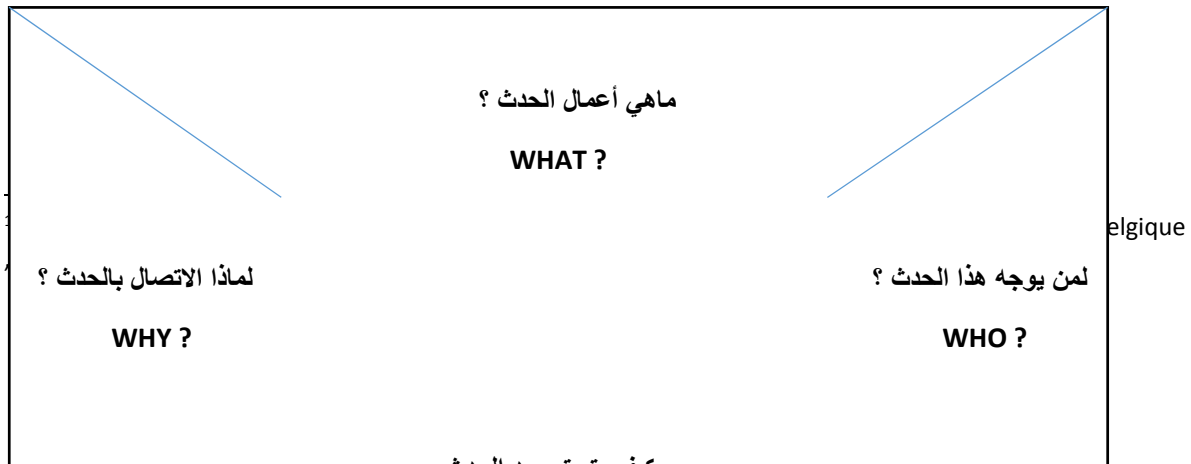 ماهي أعمال الحدث ؟
WHAT ?
elgique
لمن يوجه هذا الحدث ؟
لماذا الاتصال بالحدث ؟
WHO ?
WHY ?